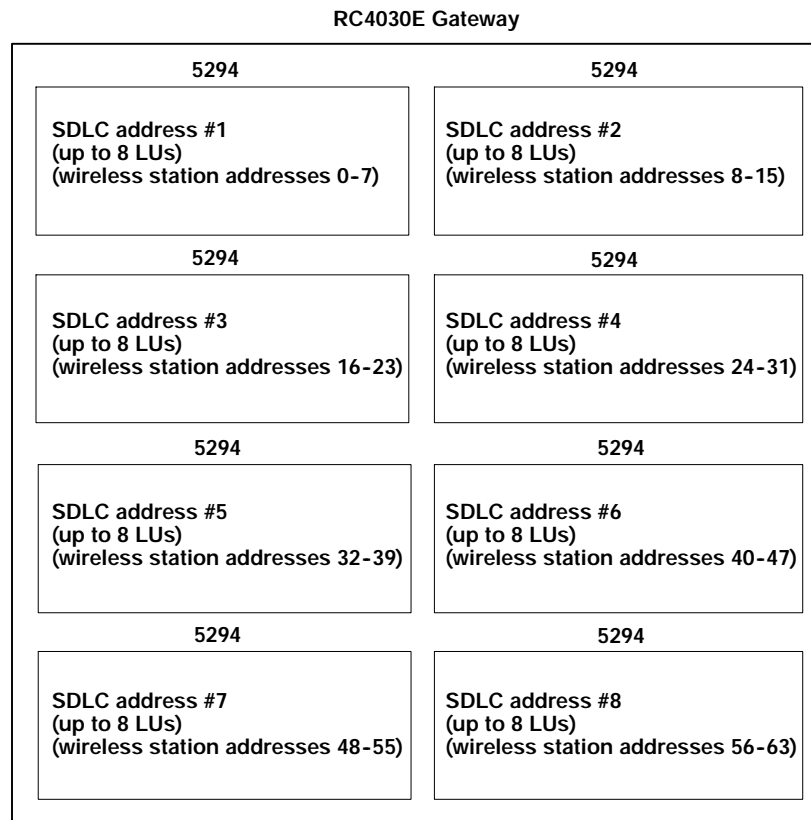 RC4030E Gateway
5294
SDLC address #1
(up to 8 LUs)
(wireless station addresses 0-7)
5294
SDLC address #2
(up to 8 LUs)
(wireless station addresses 8-15)
5294
SDLC address #3
(up to 8 LUs)
(wireless station addresses 16-23)
5294
SDLC address #4
(up to 8 LUs)
(wireless station addresses 24-31)
5294
SDLC address #5
(up to 8 LUs)
(wireless station addresses 32-39)
5294
SDLC address #6
(up to 8 LUs)
(wireless station addresses 40-47)
5294
SDLC address #7
(up to 8 LUs)
(wireless station addresses 48-55)
5294
SDLC address #8
(up to 8 LUs)
(wireless station addresses 56-63)